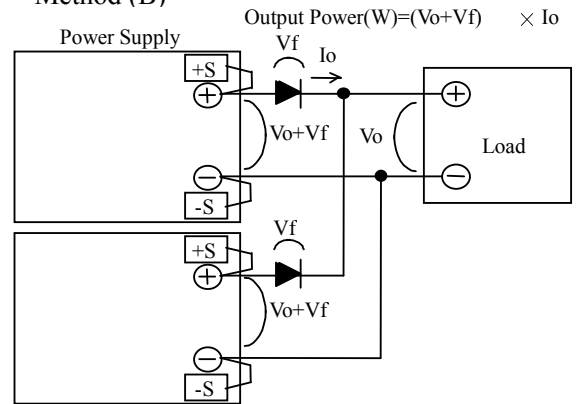 Method (B)
Output Power(W)=(Vo+Vf) × Io
Power Supply
Vf
Io
+S
+
+
Vo+Vf
Vo
Load
−
−
-S
Vf
+S
+
Vo+Vf
−
-S